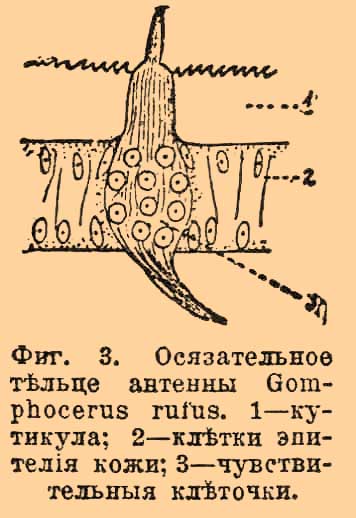 1
2
3
Фиг. 3. Осязательное
тѣльце антенны Gom-
phocerus rufus. 1—ку-
тикула; 2—клѣтки эпи-
телія кожи; 3—чувстви-
тельныя клѣточки.